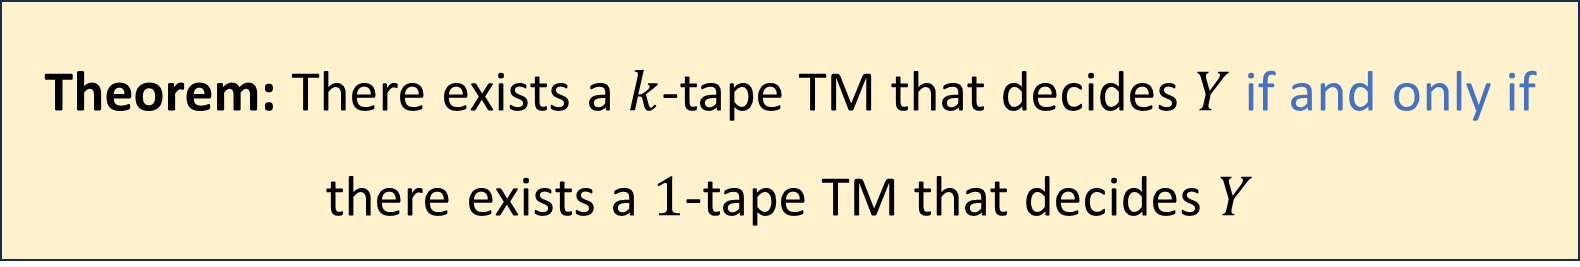 Theorem: There exists a k-tape TM that decides Y if and only if
there exists a 1-tape TM that decides Y